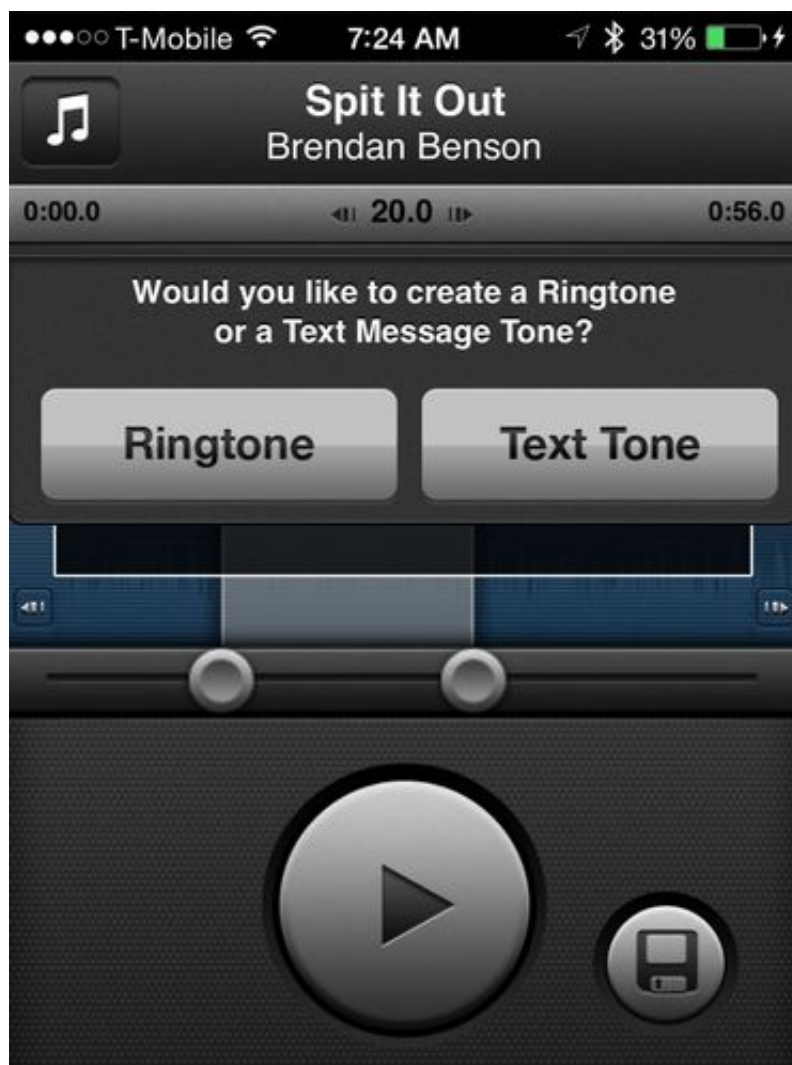 T-Mobile 7:24 AM 31%
Spit It Out
Brendan Benson
0:00.0 20.0 0:56.0
Would you like to create a Ringtone
or a Text Message Tone?
Ringtone Text Tone